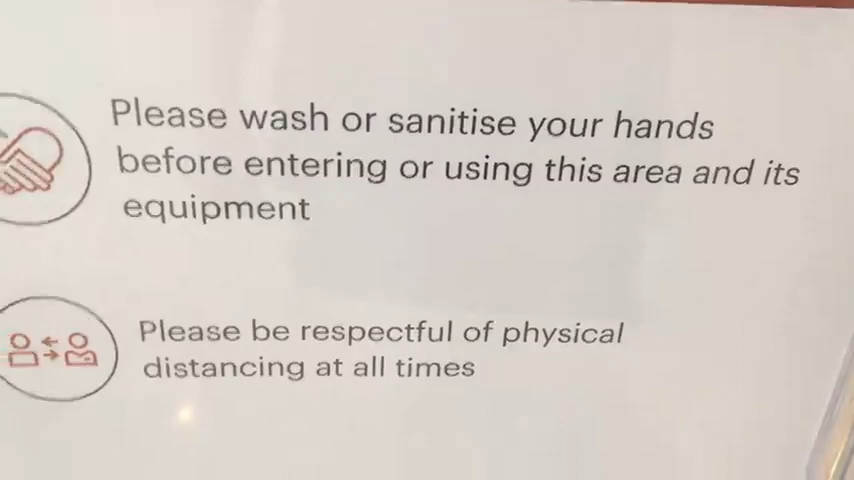 Please wash or sanitise your hands
before entering or using this area and its
equipment
Please be respectful of physical
distancing at all times